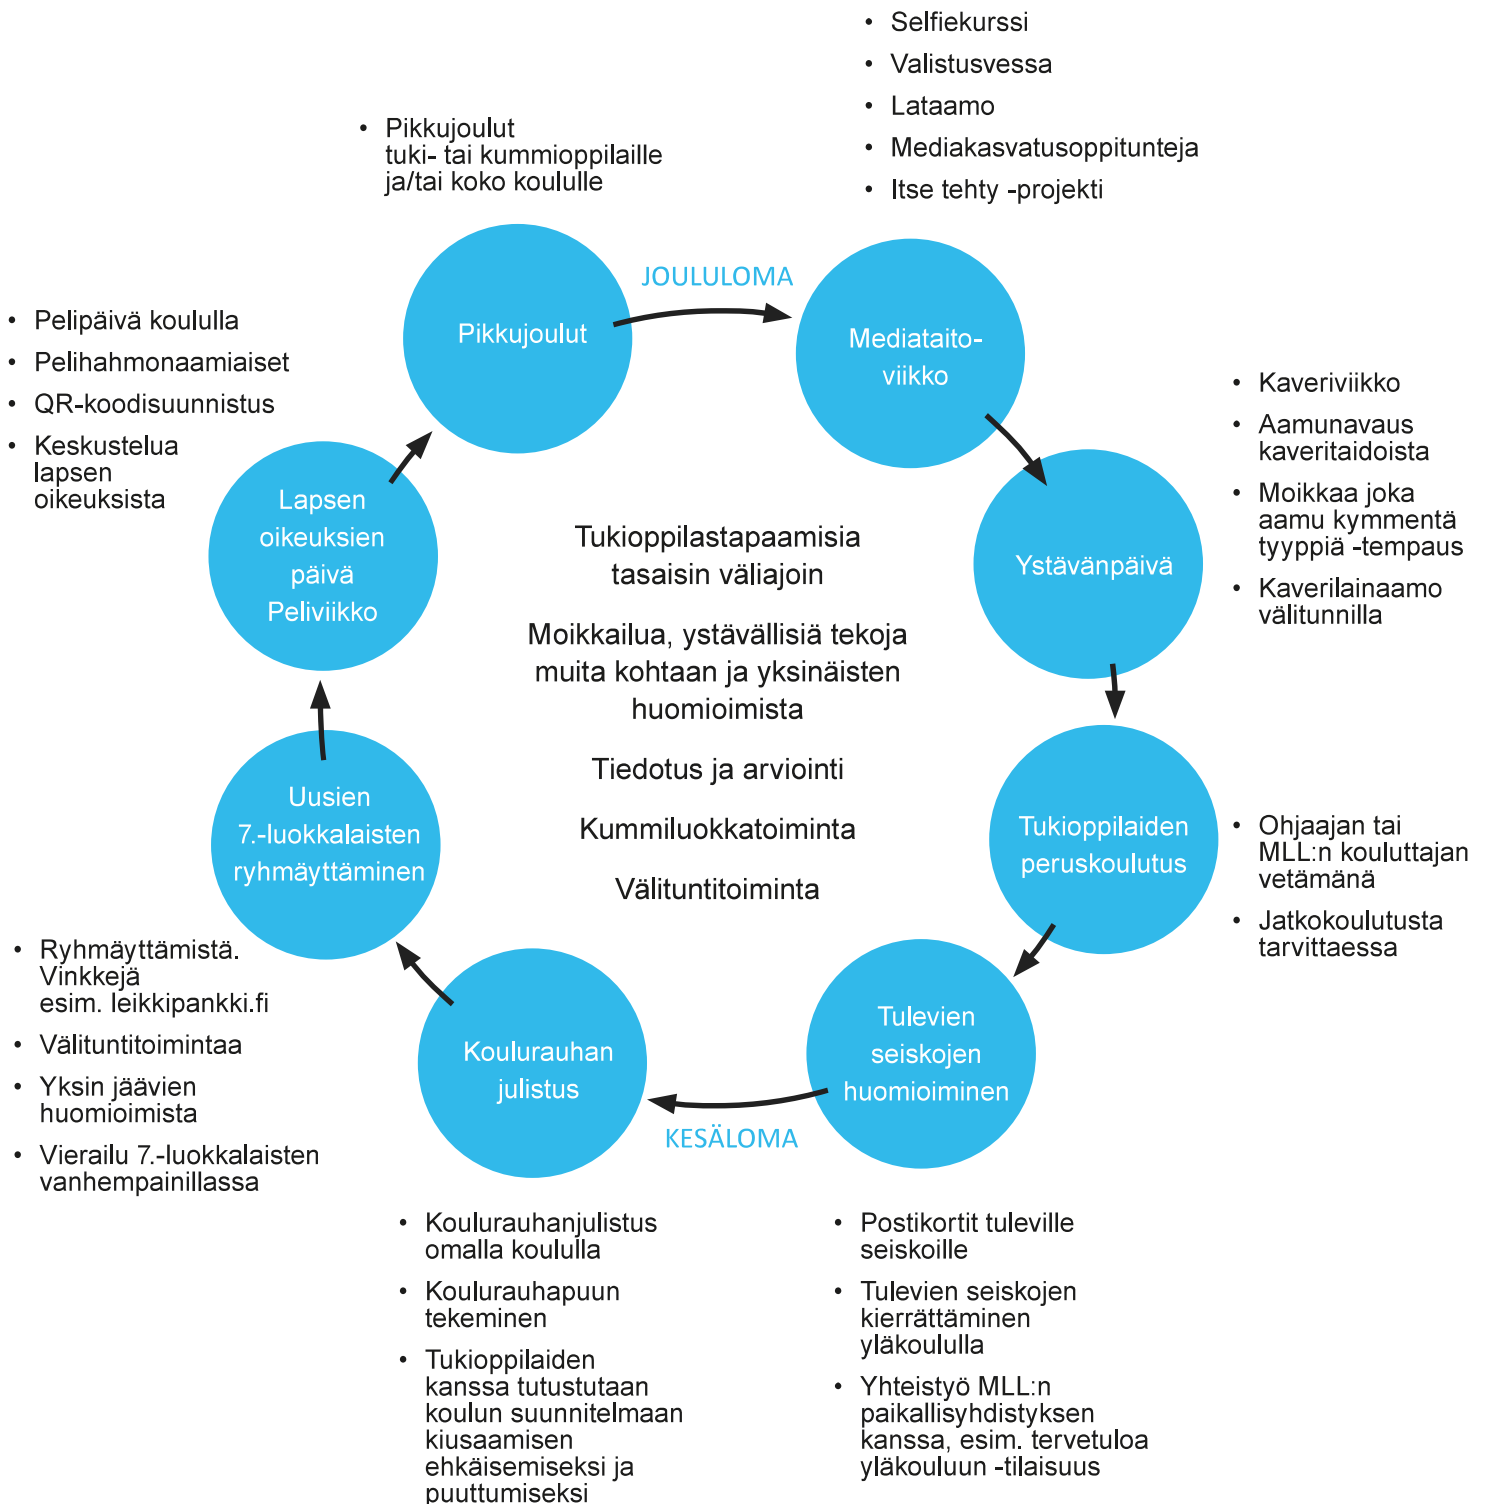 • Selfiekurssi
• Valistusvessa
• Lataamo
• Mediakasvatusoppitunteja
• Itse tehty -projekti
• Pikkujoulut
tuki- tai kummioppilaille
ja/tai koko koululle
JOULULOMA
Pikkujoulut
Mediataito-
viikko
• Pelipäivä koululla
• Pelihahmonaamiaiset
• QR-koodisuunnistus
• Keskustelua
lapsen
oikeuksista
• Kaveriviikko
• Aamunavaus
kaveritaidoista
• Moikkaa joka
aamu kymmentä
tyyppiä -tempaus
• Kaverilainaamo
välitunnilla
Lapsen
oikeuksien
päivä
Peliviikko
Ystävänpäivä
Tukioppilastapaamisia
tasaisin väliajoin
Moikkailua, ystävällisiä tekoja
muita kohtaan ja yksinäisten
huomioimista
Tiedotus ja arviointi
Kummiluokkatoiminta
Välituntitoiminta
Uusien
7.-luokkalaisten
ryhmäyttäminen
Tukioppilaiden
peruskoulutus
• Ohjaajan tai
MLL:n kouluttajan
vetämänä
• Jatkokoulutusta
tarvittaessa
• Ryhmäyttämistä.
Vinkkejä
esim. leikkipankki.fi
• Välituntitoimintaa
• Yksin jäävien
huomioimista
• Vierailu 7.-luokkalaisten
vanhempainillassa
Koulurauhan
julistus
Tulevien
seiskojen
huomioiminen
KESÄLOMA
• Koulurauhanjulistus
omalla koululla
• Koulurauhapuun
tekeminen
• Tukioppilaiden
kanssa tutustutaan
koulun suunnitelmaan
kiusaamisen
ehkäisemiseksi ja
puuttumiseksi
• Postikortit tuleville
seiskoille
• Tulevien seiskojen
kierrättäminen
yläkoululla
• Yhteistyö MLL:n
paikallisyhdistyksen
kanssa, esim. tervetuloa
yläkouluun -tilaisuus